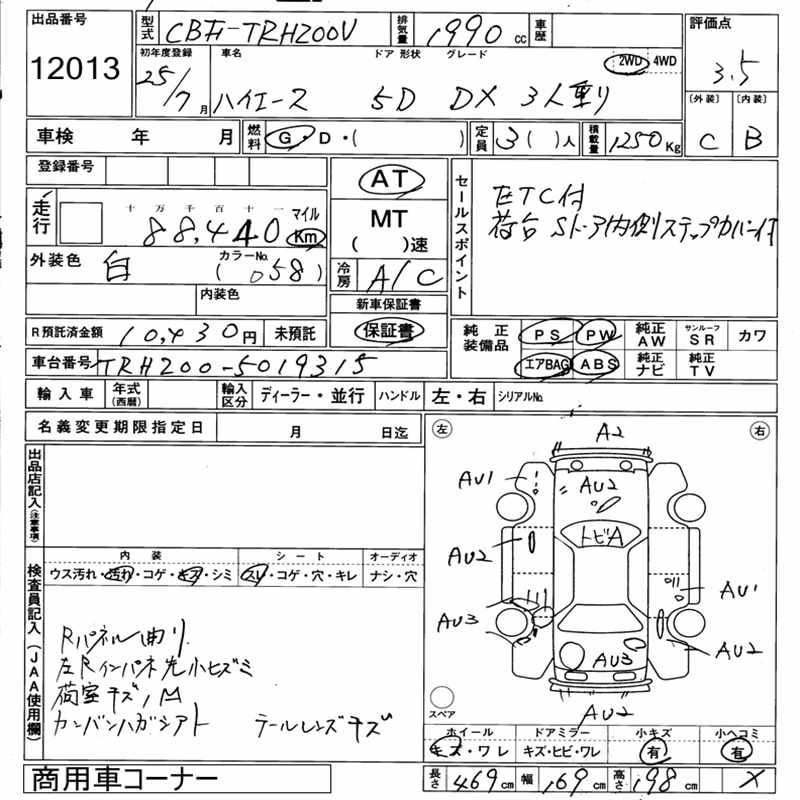 出品番号 型式 CBF-TRH200V 排気量 1990 cc 車歴 評価点
12013 3.5
初年度登録 車名 ドア 形状 グレード 2WD 4WD
25/7月 ハイエース 5D DX 3人乗り
〔外装〕 〔内装〕
C B
車検 年 月 燃料 G・D・( ) 定員 3( )人 積載量 1250Kg
登録番号
AT
MT
( )速
セールスポイント
ETC付
荷台 Sドア内側ステップカバー付
走行 十 万 千 百 十 一 マイル
88,440 Km
外装色 白 カラーNo. ( 058 )
内装色
冷房 A/C
新車保証書
保証書
R預託済金額 10,430円 未預託
純正装備品 PS PW 純正AW サンルーフSR カワ
エアBAG ABS 純正ナビ 純正TV
車台番号 TRH200-5019315
輸入車 年式(西暦) 輸入区分 ディーラー・並行 ハンドル 左・右 シリアルNo.
名義変更期限指定日 月 日迄
左 右
A2
AU1 AU2
トビA
AU2
AU1
AU3
AU3
AU2
出品店記入(注意事項)
内装 シート オーディオ
ウス汚れ・汚れ・コゲ・キズ・シミ スレ・コゲ・穴・キレ ナシ・穴
検査員記入(JAA使用欄)
Rパネル曲り
左Rインパネ先小ヒズミ
荷室キズ、凹
カンバンハガシアト テールレンズキズ
スペア
ホイール ドアミラー 小キズ 小ヘコミ
キズ・ワレ キズ・ヒビ・ワレ 有 有
商用車コーナー
長さ 469cm 幅 169cm 高さ 198cm X